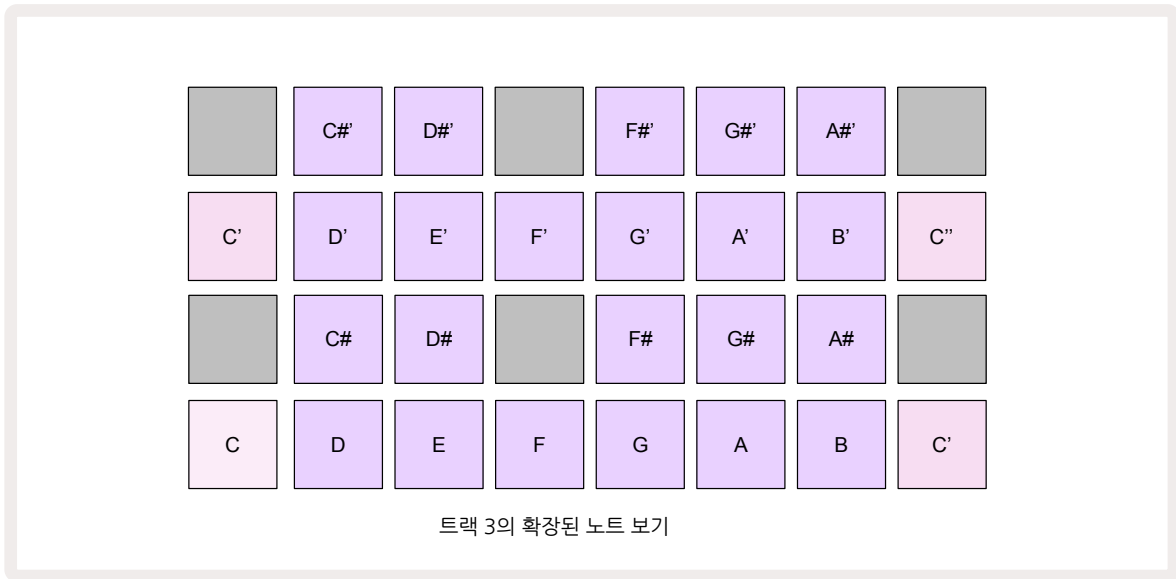 C#’ D#’ F#’ G#’ A#’
C’ D’ E’ F’ G’ A’ B’ C’’
C# D# F# G# A#
C D E F G A B C’
트랙 3의 확장된 노트 보기